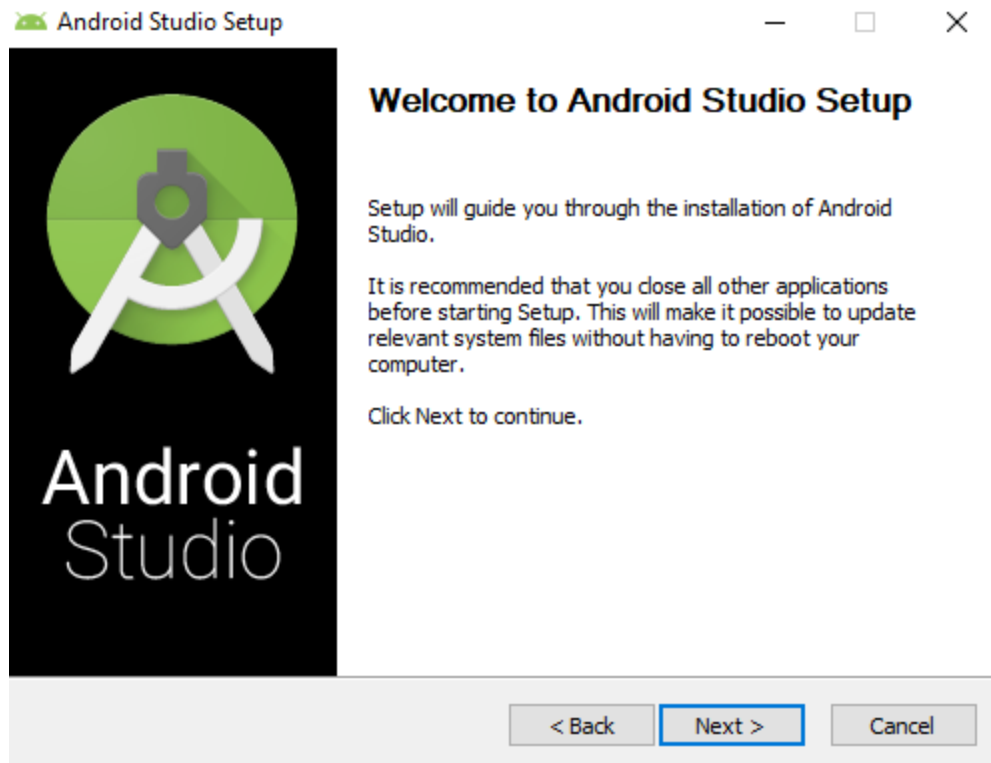 Android Studio Setup
Welcome to Android Studio Setup
Setup will guide you through the installation of Android
Studio.
It is recommended that you close all other applications
before starting Setup. This will make it possible to update
relevant system files without having to reboot your
computer.
Click Next to continue.
Android
Studio
< Back
Next >
Cancel